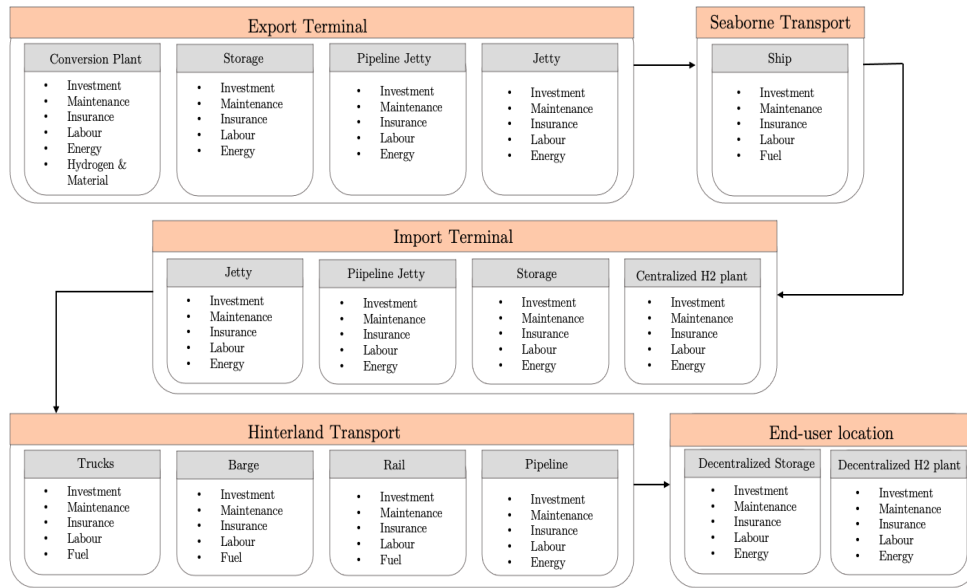 Export Terminal
Conversion Plant
• Investment
• Maintenance
• Insurance
• Labour
• Energy
• Hydrogen &
Material
Storage
• Investment
• Maintenance
• Insurance
• Labour
• Energy
Pipeline Jetty
• Investment
• Maintenance
• Insurance
• Labour
• Energy
Jetty
• Investment
• Maintenance
• Insurance
• Labour
• Energy
Seaborne Transport
Ship
• Investment
• Maintenance
• Insurance
• Labour
• Fuel
Import Terminal
Jetty
• Investment
• Maintenance
• Insurance
• Labour
• Energy
Piipeline Jetty
• Investment
• Maintenance
• Insurance
• Labour
• Energy
Storage
• Investment
• Maintenance
• Insurance
• Labour
• Energy
Centralized H2 plant
• Investment
• Maintenance
• Insurance
• Labour
• Energy
Hinterland Transport
Trucks
• Investment
• Maintenance
• Insurance
• Labour
• Fuel
Barge
• Investment
• Maintenance
• Insurance
• Labour
• Fuel
Rail
• Investment
• Maintenance
• Insurance
• Labour
• Fuel
Pipeline
• Investment
• Maintenance
• Insurance
• Labour
• Energy
End-user location
Decentralized Storage
• Investment
• Maintenance
• Insurance
• Labour
• Energy
Decentralized H2 plant
• Investment
• Maintenance
• Insurance
• Labour
• Energy